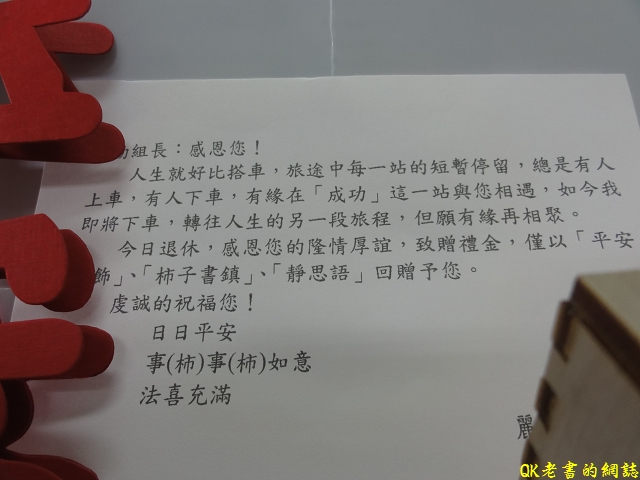 組長：感恩您！
人生就好比搭車，旅途中每一站的短暫停留，總是有人
上車，有人下車，有緣在「成功」這一站與您相遇，如今我
即將下車，轉往人生的另一段旅程，但願有緣再相聚。
今日退休，感恩您的隆情厚誼，致贈禮金，僅以「平安
飾」、「柿子書鎮」、「靜思語」回贈予您。
虔誠的祝福您！
日日平安
事(柿)事(柿)如意
法喜充滿
麗
QK老書的網誌